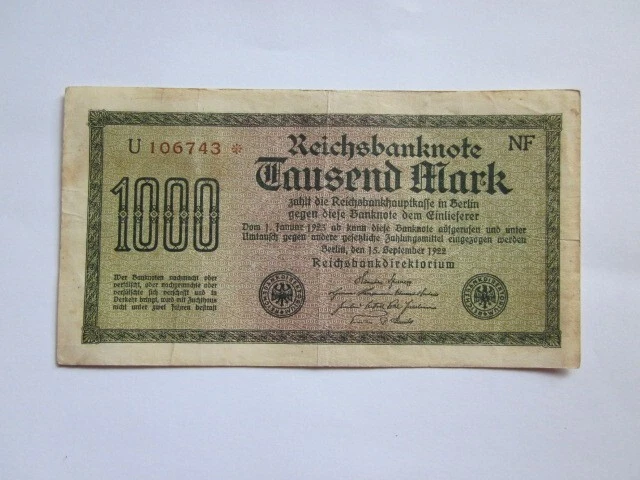 U 106743 *
NF
Reichsbanknote
Tausend Mark
1000
zahlt die Reichsbankhauptkasse in Berlin
gegen diese Banknote dem Einlieferer
Vom 1. Januar 1923 ab kann diese Banknote aufgerufen und unter
Umtausch gegen andere gesetzliche Zahlungsmittel eingezogen werden
Berlin, den 15. September 1922
Reichsbankdirektorium
Wer Banknoten nachmacht oder
verfälscht, oder nachgemachte oder
verfälschte sich verschafft und in
Verkehr bringt, wird mit Zuchthaus
nicht unter zwei Jahren bestraft